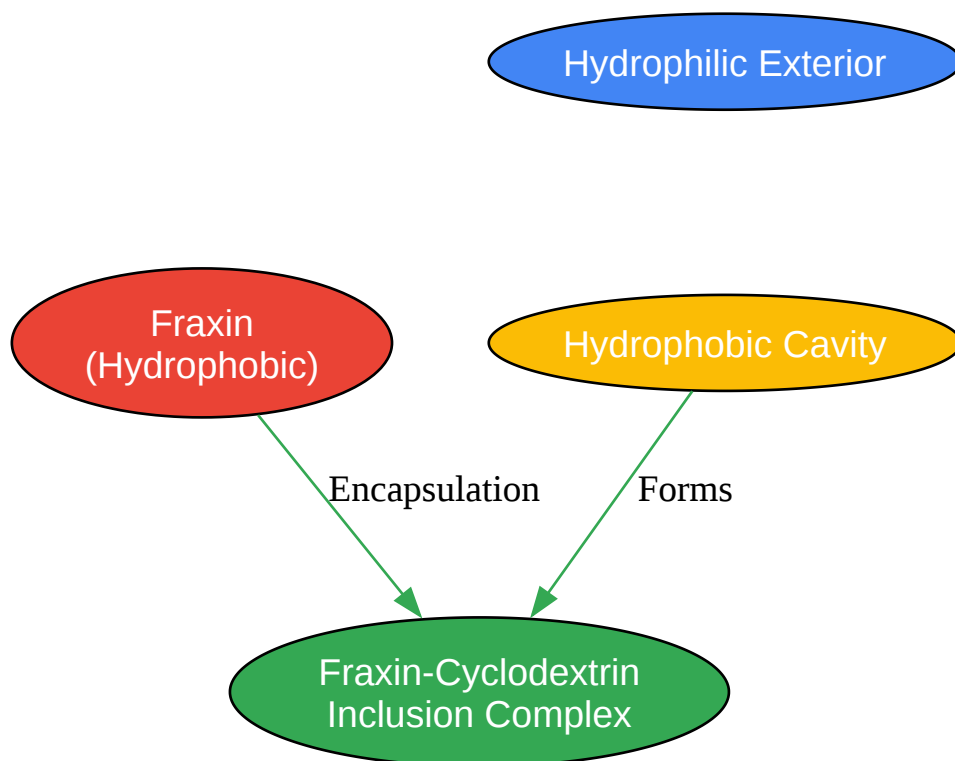 Hydrophilic Exterior
Fraxin
(Hydrophobic)
Hydrophobic Cavity
Encapsulation
Forms
Fraxin-Cyclodextrin
Inclusion Complex